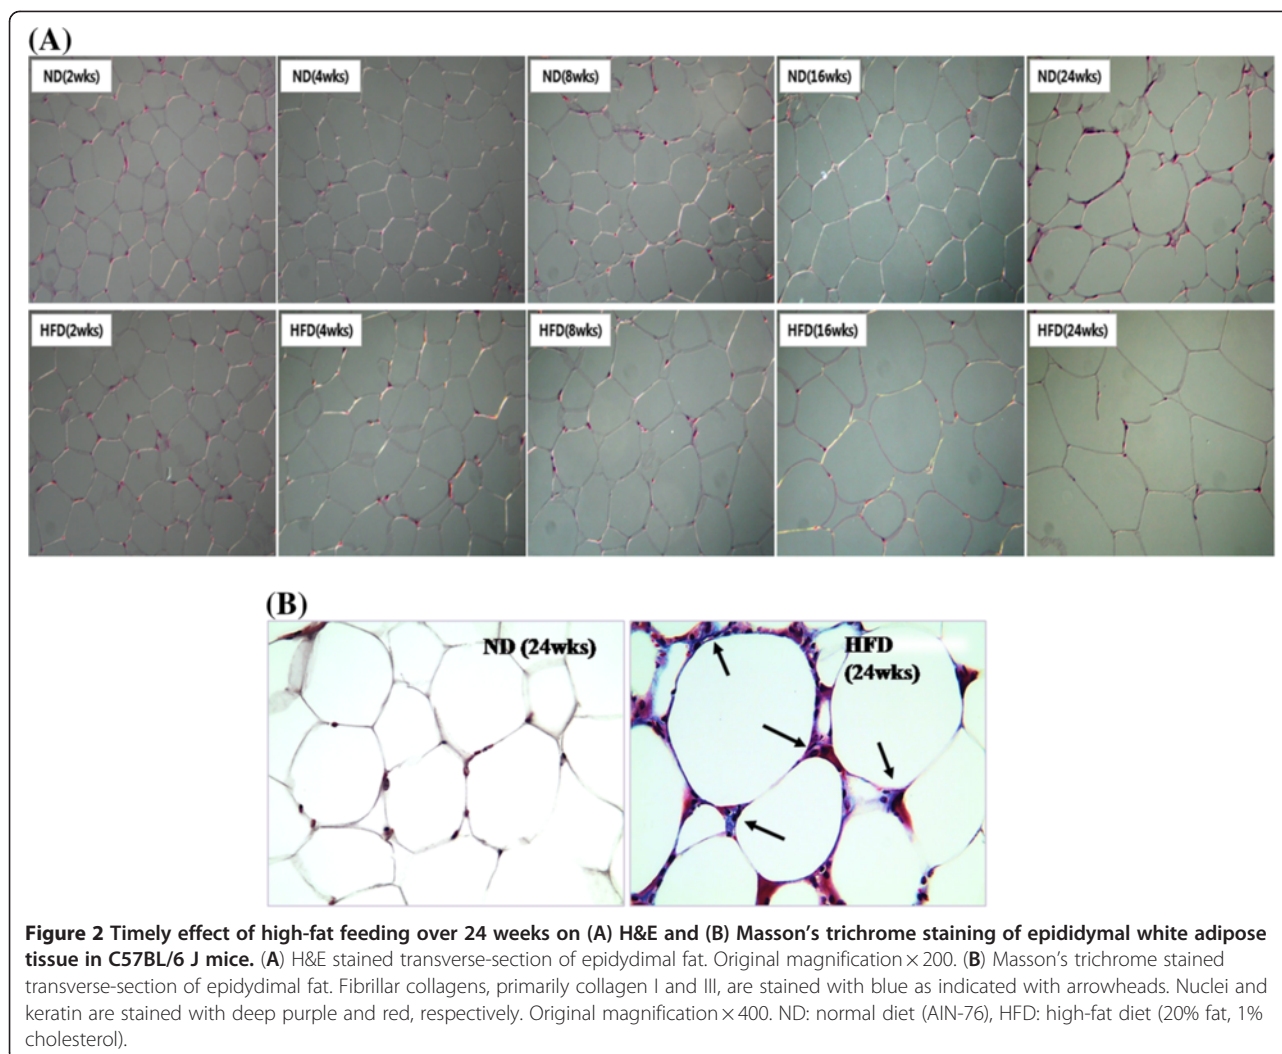 (A)
ND(2wks) ND(4wks) ND(8wks) ND(16wks) ND(24wks)
HFD(2wks) HFD(4wks) HFD(8wks) HFD(16wks) HFD(24wks)
(B)
ND (24wks) HFD
(24wks)
Figure 2 Timely effect of high-fat feeding over 24 weeks on (A) H&E and (B) Masson's trichrome staining of epididymal white adipose
tissue in C57BL/6 J mice. (A) H&E stained transverse-section of epidydimal fat. Original magnification × 200. (B) Masson's trichrome stained
transverse-section of epidydimal fat. Fibrillar collagens, primarily collagen I and III, are stained with blue as indicated with arrowheads. Nuclei and
keratin are stained with deep purple and red, respectively. Original magnification × 400. ND: normal diet (AIN-76), HFD: high-fat diet (20% fat, 1%
cholesterol).